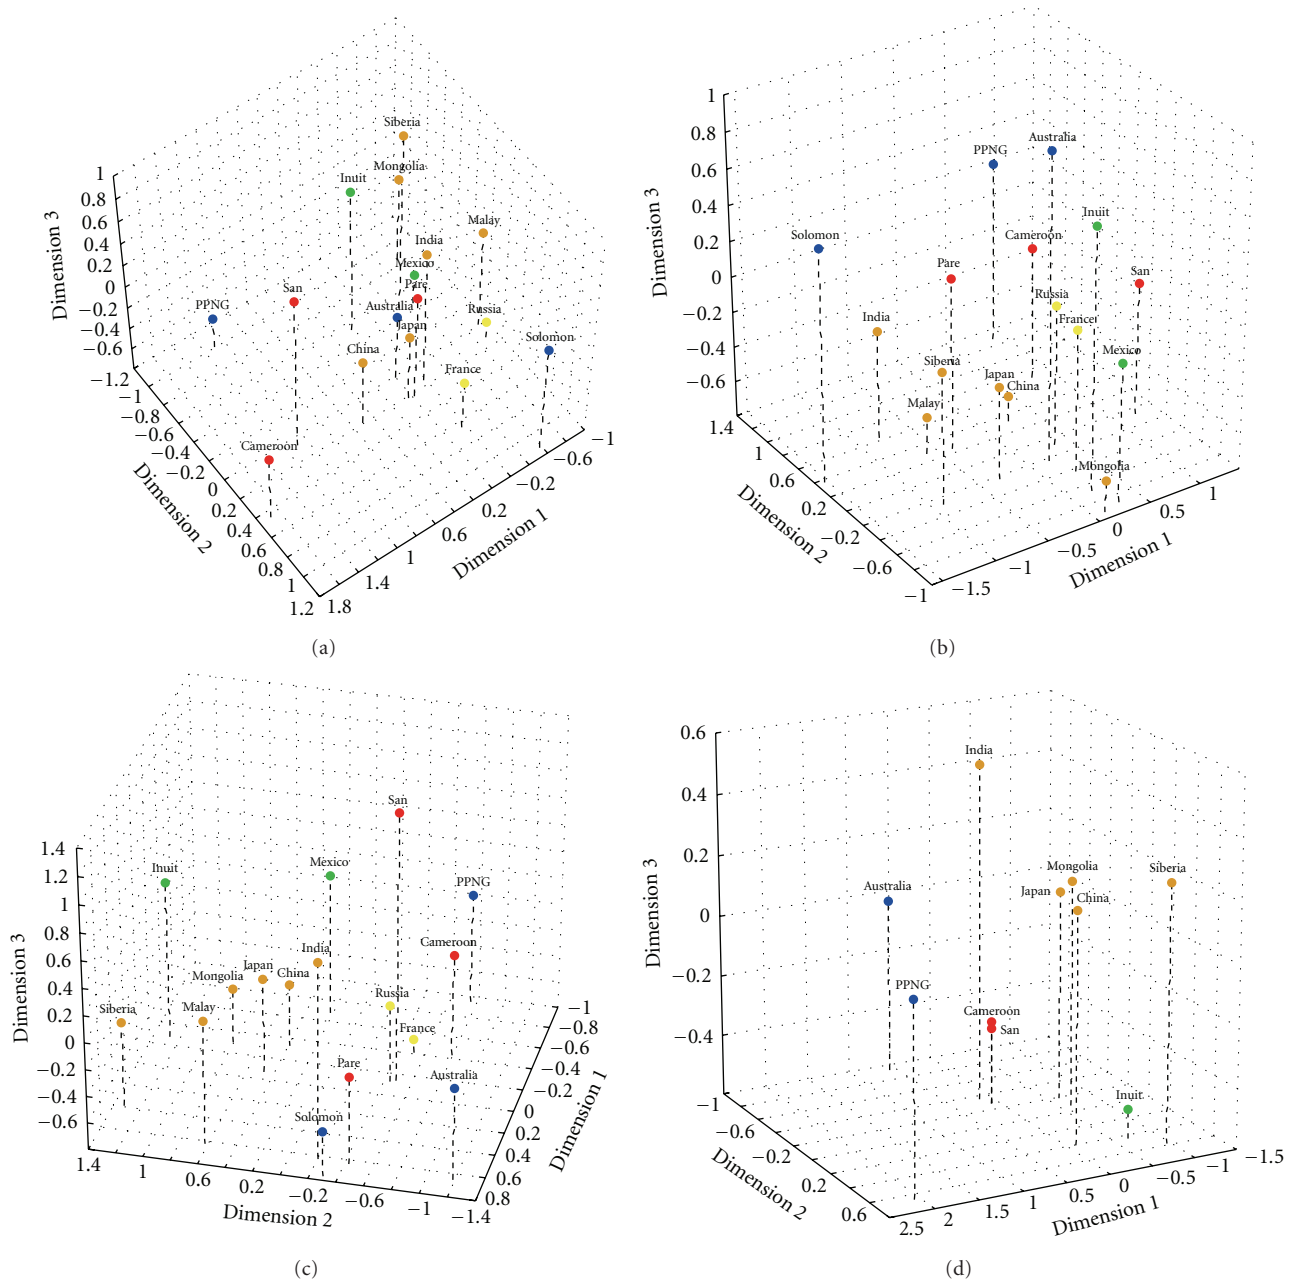 Siberia
Mongolia
Inuit
Malay
India
Mexico
Pare
San
PPNG
Australia
Russia
Japan
Solomon
China
France
Cameroon
1
0.8
0.6
0.4
0.2
0
−0.2
−0.4
−0.6
Dimension 3
−1.2
−1
−0.8
−0.6
−0.4
−0.2
0
0.2
0.4
0.6
0.8
1
1.2
Dimension 2
1.8
1.4
1
0.6
0.2
−0.2
−0.6
−1
Dimension 1
(a)
Australia
PPNG
Inuit
Solomon
Cameroon
Pare
San
Russia
India
France
Mexico
Siberia
Japan
China
Malay
Mongolia
1
0.8
0.6
0.4
0.2
0
−0.2
−0.4
−0.6
Dimension 3
1.4
1
0.6
0.2
−0.2
−0.6
−1
Dimension 2
−1.5
−1
−0.5
0
0.5
1
Dimension 1
(b)
San
Inuit
Mexico
PPNG
Cameroon
India
Japan
Mongolia
China
Russia
Siberia
Malay
France
Pare
Australia
Solomon
1.4
1.2
1
0.8
0.6
0.4
0.2
0
−0.2
−0.4
−0.6
Dimension 3
1.4
1
0.6
0.2
−0.2
−0.6
−1
−1.4
Dimension 2
−1
−0.8
−0.6
−0.4
−0.2
0
0.2
0.4
0.6
0.8
Dimension 1
(c)
India
Mongolia
Siberia
Australia
Japan
China
PPNG
Cameroon
San
Inuit
0.6
0.4
0.2
0
−0.2
−0.4
Dimension 3
−1
−0.6
−0.2
0.2
0.6
Dimension 2
2.5
2
1.5
1
0.5
0
−0.5
−1
−1.5
Dimension 1
(d)